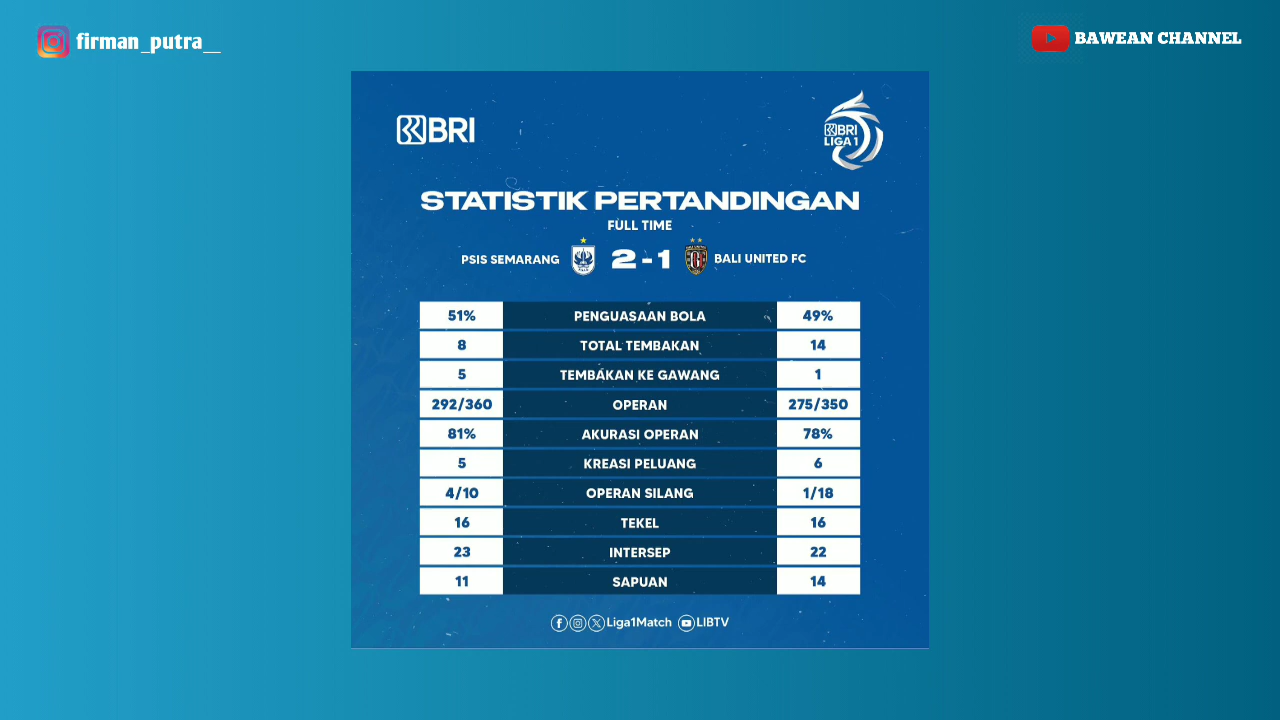 firman_putra__
BAWEAN CHANNEL
BRI
BRI
LIGA 1
STATISTIK PERTANDINGAN
FULL TIME
PSIS SEMARANG 2 - 1 BALI UNITED FC
51% PENGUASAAN BOLA 49%
8 TOTAL TEMBAKAN 14
5 TEMBAKAN KE GAWANG 1
292/360 OPERAN 275/350
81% AKURASI OPERAN 78%
5 KREASI PELUANG 6
4/10 OPERAN SILANG 1/18
16 TEKEL 16
23 INTERSEP 22
11 SAPUAN 14
Liga1Match LIBTV